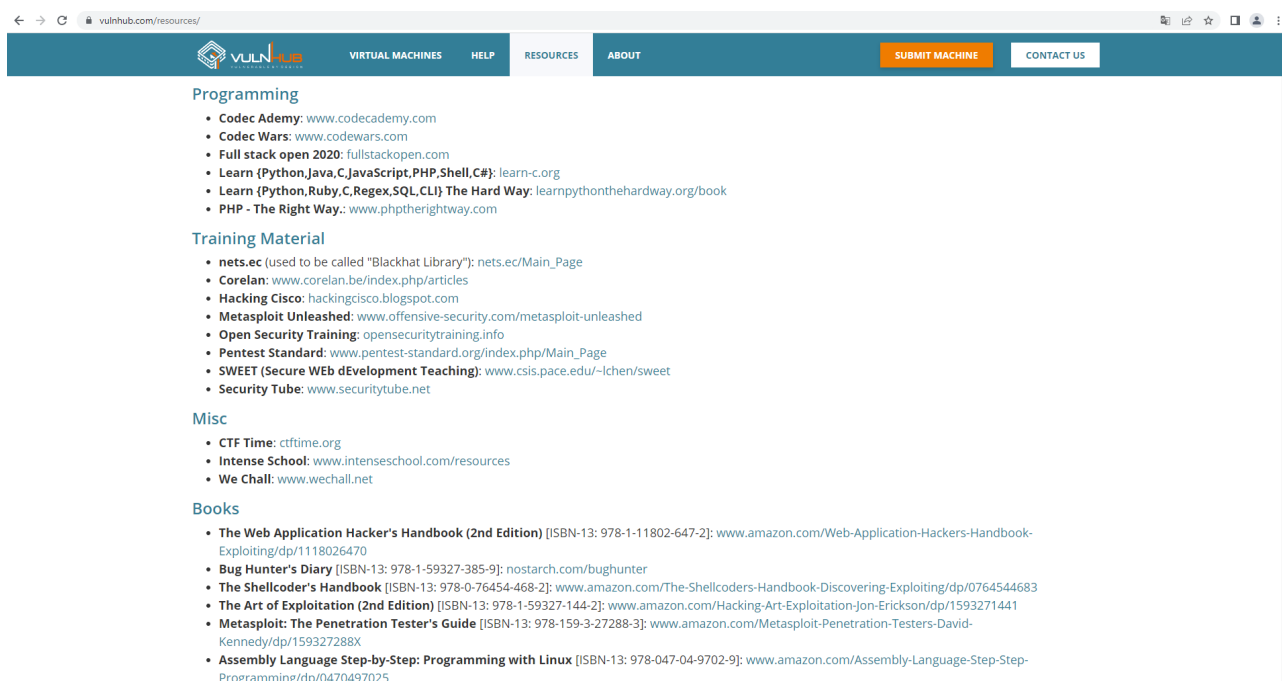 vulnhub.com/resources/
VULNHUB
VULNERABLE BY DESIGN
VIRTUAL MACHINES
HELP
RESOURCES
ABOUT
SUBMIT MACHINE
CONTACT US
Programming
Codec Ademy: www.codecademy.com
Codec Wars: www.codewars.com
Full stack open 2020: fullstackopen.com
Learn {Python,Java,C,JavaScript,PHP,Shell,C#}: learn-c.org
Learn {Python,Ruby,C,Regex,SQL,CLI} The Hard Way: learnpythonthehardway.org/book
PHP - The Right Way.: www.phptherightway.com
Training Material
nets.ec (used to be called "Blackhat Library"): nets.ec/Main_Page
Corelan: www.corelan.be/index.php/articles
Hacking Cisco: hackingcisco.blogspot.com
Metasploit Unleashed: www.offensive-security.com/metasploit-unleashed
Open Security Training: opensecuritytraining.info
Pentest Standard: www.pentest-standard.org/index.php/Main_Page
SWEET (Secure WEb dEvelopment Teaching): www.csis.pace.edu/~lchen/sweet
Security Tube: www.securitytube.net
Misc
CTF Time: ctftime.org
Intense School: www.intenseschool.com/resources
We Chall: www.wechall.net
Books
The Web Application Hacker's Handbook (2nd Edition) [ISBN-13: 978-1-11802-647-2]: www.amazon.com/Web-Application-Hackers-Handbook-
Exploiting/dp/1118026470
Bug Hunter's Diary [ISBN-13: 978-1-59327-385-9]: nostarch.com/bughunter
The Shellcoder's Handbook [ISBN-13: 978-0-76454-468-2]: www.amazon.com/The-Shellcoders-Handbook-Discovering-Exploiting/dp/0764544683
The Art of Exploitation (2nd Edition) [ISBN-13: 978-1-59327-144-2]: www.amazon.com/Hacking-Art-Exploitation-Jon-Erickson/dp/1593271441
Metasploit: The Penetration Tester's Guide [ISBN-13: 978-159-3-27288-3]: www.amazon.com/Metasploit-Penetration-Testers-David-
Kennedy/dp/159327288X
Assembly Language Step-by-Step: Programming with Linux [ISBN-13: 978-047-04-9702-9]: www.amazon.com/Assembly-Language-Step-Step-
Programming/dp/0470497025